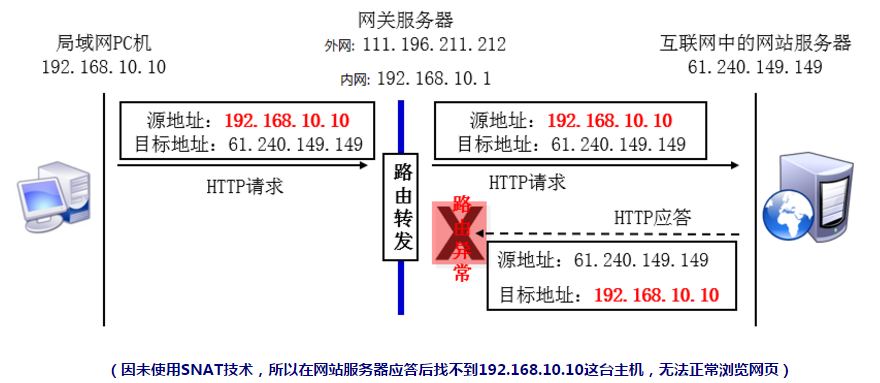 局域网PC机
192.168.10.10
网关服务器
外网: 111.196.211.212
内网: 192.168.10.1
互联网中的网站服务器
61.240.149.149
源地址：192.168.10.10
目标地址：61.240.149.149
HTTP请求
路由转发
源地址：192.168.10.10
目标地址：61.240.149.149
HTTP请求
路由异常
HTTP应答
源地址：61.240.149.149
目标地址：192.168.10.10
（因未使用SNAT技术，所以在网站服务器应答后找不到192.168.10.10这台主机，无法正常浏览网页）